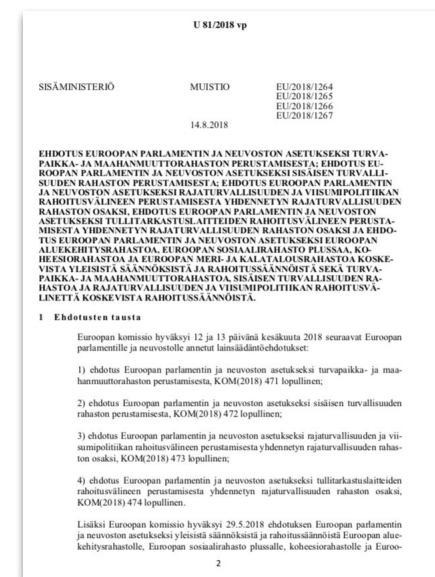 U 81/2018 vp
SISÄMINISTERIÖ MUISTIO EU/2018/1264
EU/2018/1265
EU/2018/1266
EU/2018/1267
14.8.2018
EHDOTUS EUROOPAN PARLAMENTIN JA NEUVOSTON ASETUKSEKSI TURVA-
PAIKKA- JA MAAHANMUUTTORAHASTON PERUSTAMISESTA; EHDOTUS EU-
ROOPAN PARLAMENTIN JA NEUVOSTON ASETUKSEKSI SISÄISEN TURVALLI-
SUUDEN RAHASTON PERUSTAMISESTA; EHDOTUS EUROOPAN PARLAMENTIN
JA NEUVOSTON ASETUKSEKSI RAJATURVALLISUUDEN JA VIISUMIPOLITIIKAN
RAHOITUSVÄLINEEN PERUSTAMISESTA YHDENNETYN RAJATURVALLISUUDEN
RAHASTON OSAKSI, EHDOTUS EUROOPAN PARLAMENTIN JA NEUVOSTON
ASETUKSEKSI TULLITARKASTUSLAITTEIDEN RAHOITUSVÄLINEEN PERUSTA-
MISESTA YHDENNETYN RAJATURVALLISUUDEN RAHASTON OSAKSI JA EHDO-
TUS EUROOPAN PARLAMENTIN JA NEUVOSTON ASETUKSEKSI EUROOPAN
ALUEKEHITYSRAHASTOA, EUROOPAN SOSIAALIRAHASTO PLUSSAA, KO-
HEESIORAHASTOA JA EUROOPAN MERI- JA KALATALOUSRAHASTOA KOSKE-
VISTA YLEISISTÄ SÄÄNNÖKSISTÄ JA RAHOITUSSÄÄNNÖISTÄ SEKÄ TURVA-
PAIKKA- JA MAAHANMUUTTORAHASTOA, SISÄISEN TURVALLISUUDEN RA-
HASTOA JA RAJATURVALLISUUDEN JA VIISUMIPOLITIIKAN RAHOITUSVÄ-
LINETTÄ KOSKEVISTA RAHOITUSSÄÄNNÖISTÄ.
1 Ehdotusten tausta
Euroopan komissio hyväksyi 12 ja 13 päivänä kesäkuuta 2018 seuraavat Euroopan
parlamentille ja neuvostolle annetut lainsäädäntöehdotukset:
1) ehdotus Euroopan parlamentin ja neuvoston asetukseksi turvapaikka- ja maa-
hanmuuttorahaston perustamisesta, KOM(2018) 471 lopullinen;
2) ehdotus Euroopan parlamentin ja neuvoston asetukseksi sisäisen turvallisuuden
rahaston perustamisesta, KOM(2018) 472 lopullinen;
3) ehdotus Euroopan parlamentin ja neuvoston asetukseksi rajaturvallisuuden ja vii-
sumipolitiikan rahoitusvälineen perustamisesta yhdennetyn rajaturvallisuuden rahas-
ton osaksi, KOM(2018) 473 lopullinen;
4) ehdotus Euroopan parlamentin ja neuvoston asetukseksi tullitarkastuslaitteiden
rahoitusvälineen perustamisesta yhdennetyn rajaturvallisuuden rahaston osaksi,
KOM(2018) 474 lopullinen.
Lisäksi Euroopan komissio hyväksyi 29.5.2018 ehdotuksen Euroopan parlamentin
ja neuvoston asetukseksi yleisistä säännöksistä ja rahoitussäännöistä Euroopan alue-
kehitysrahastolle, Euroopan sosiaalirahasto plussalle, koheesiorahastolle ja Euroo-
2